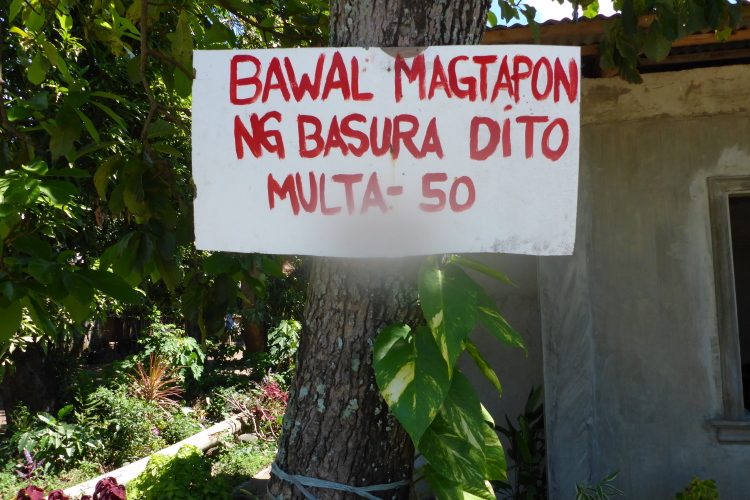 BAWAL MAGTAPON
NG BASURA DITO
MULTA- 50